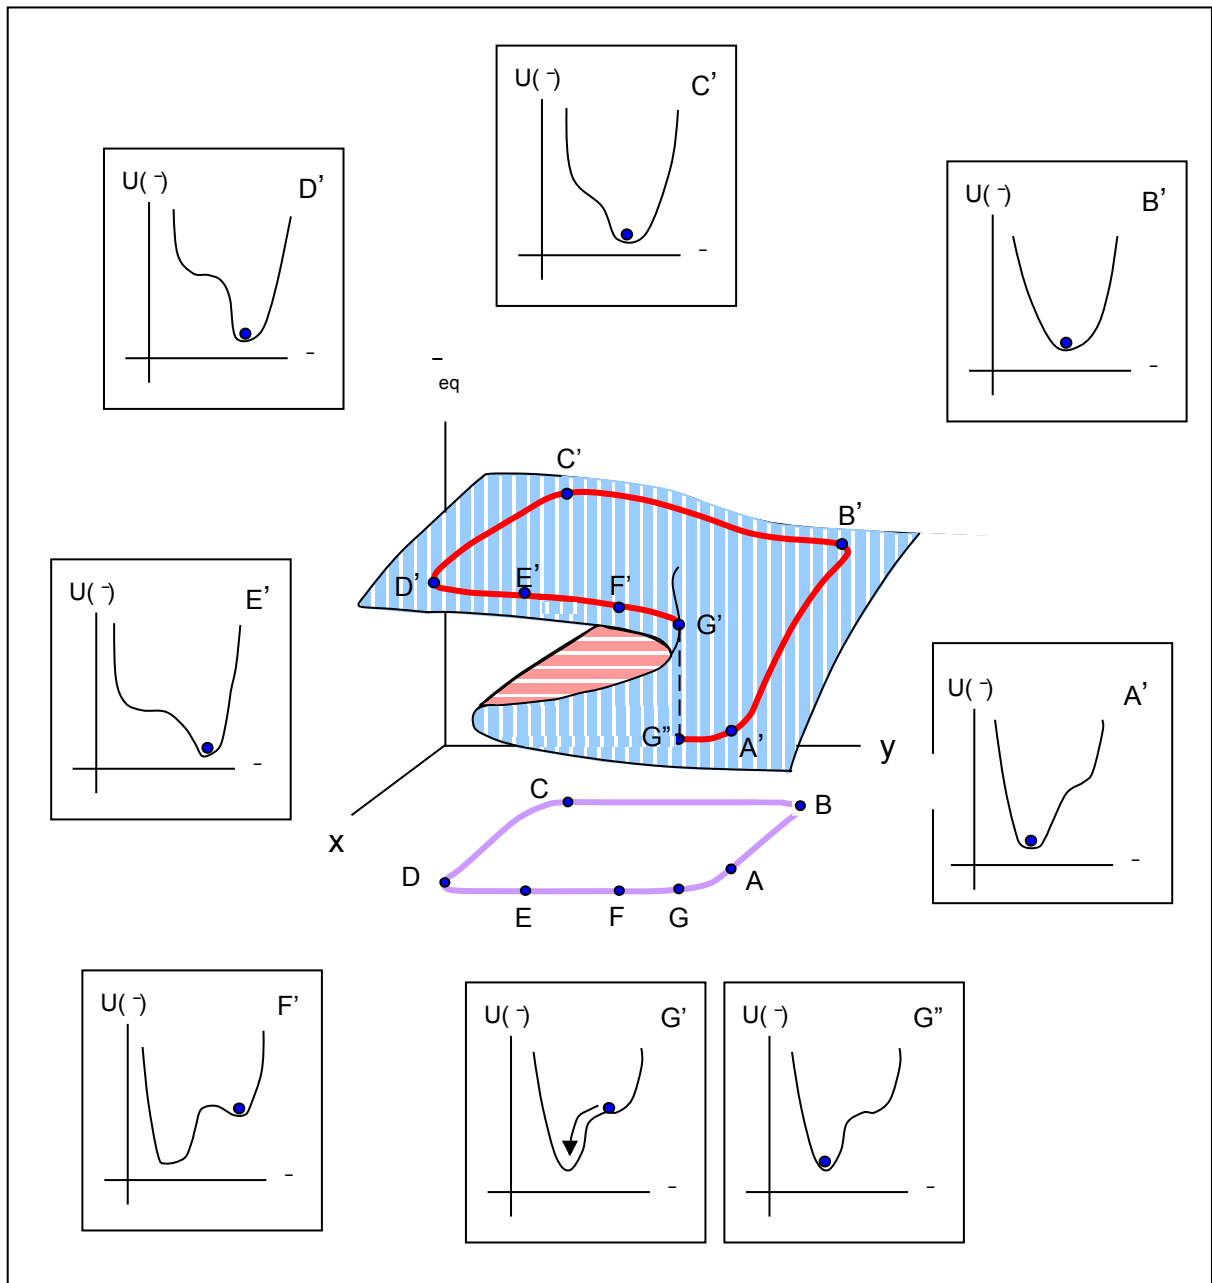 U( ‾)
C’
‾
U( ‾)
D’
‾
U( ‾)
B’
‾
‾
eq
C’
B’
D’
E’
F’
G’
G”
A’
y
x
U( ‾)
E’
‾
U( ‾)
A’
‾
C
B
D
A
E
F
G
U( ‾)
F’
‾
U( ‾)
G’
‾
U( ‾)
G”
‾